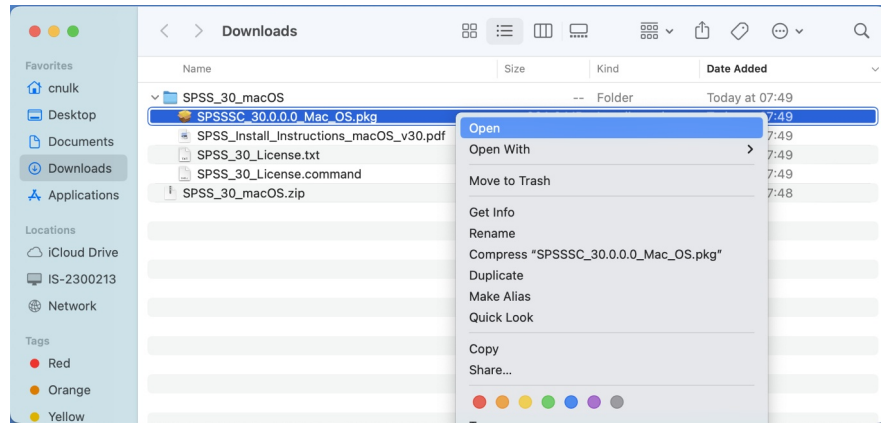 Downloads
Favorites
cnulk
Desktop
Documents
Downloads
Applications
Locations
iCloud Drive
IS-2300213
Network
Tags
Red
Orange
Yellow
Name Size Kind Date Added
SPSS_30_macOS -- Folder Today at 07:49
SPSSSC_30.0.0.0_Mac_OS.pkg 07:49
SPSS_Install_Instructions_macOS_v30.pdf 7:49
SPSS_30_License.txt 7:49
SPSS_30_License.command 7:49
SPSS_30_macOS.zip 7:48
Open
Open With
Move to Trash
Get Info
Rename
Compress “SPSSSC_30.0.0.0_Mac_OS.pkg”
Duplicate
Make Alias
Quick Look
Copy
Share...